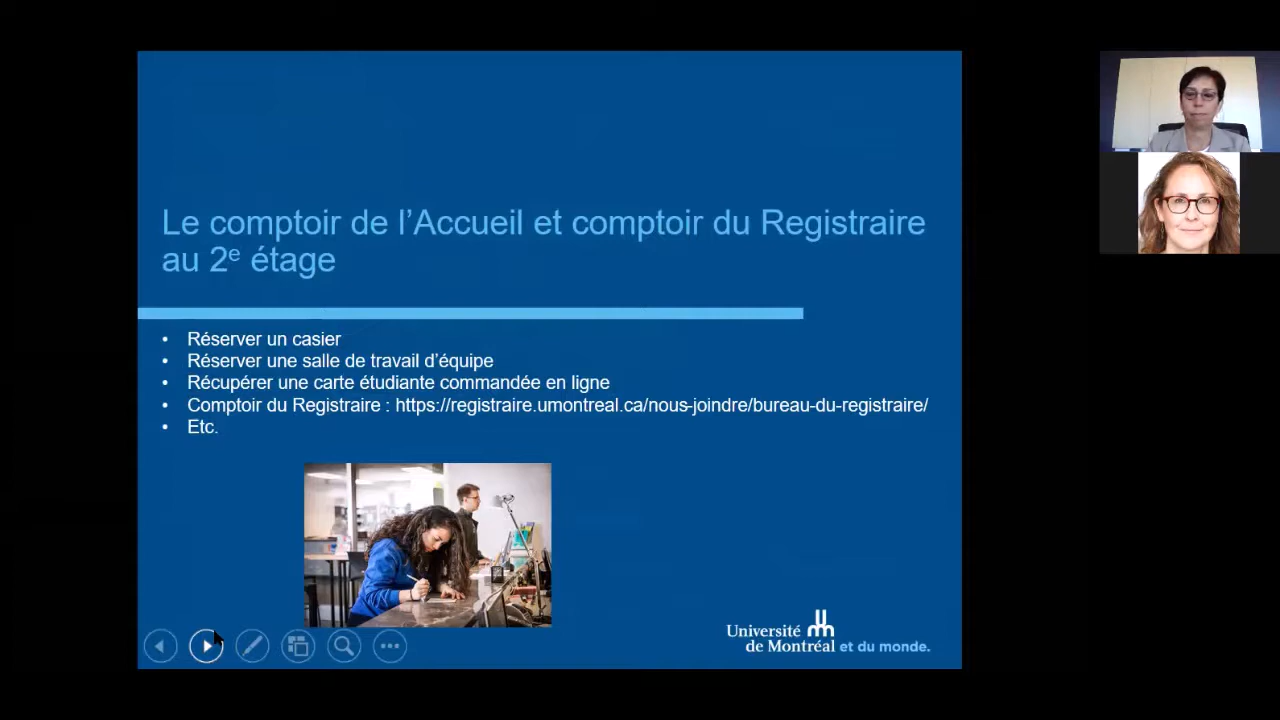 Le comptoir de l’Accueil et comptoir du Registraire
au 2e étage
• Réserver un casier
• Réserver une salle de travail d’équipe
• Récupérer une carte étudiante commandée en ligne
• Comptoir du Registraire : https://registraire.umontreal.ca/nous-joindre/bureau-du-registraire/
• Etc.
Université
de Montréal et du monde.